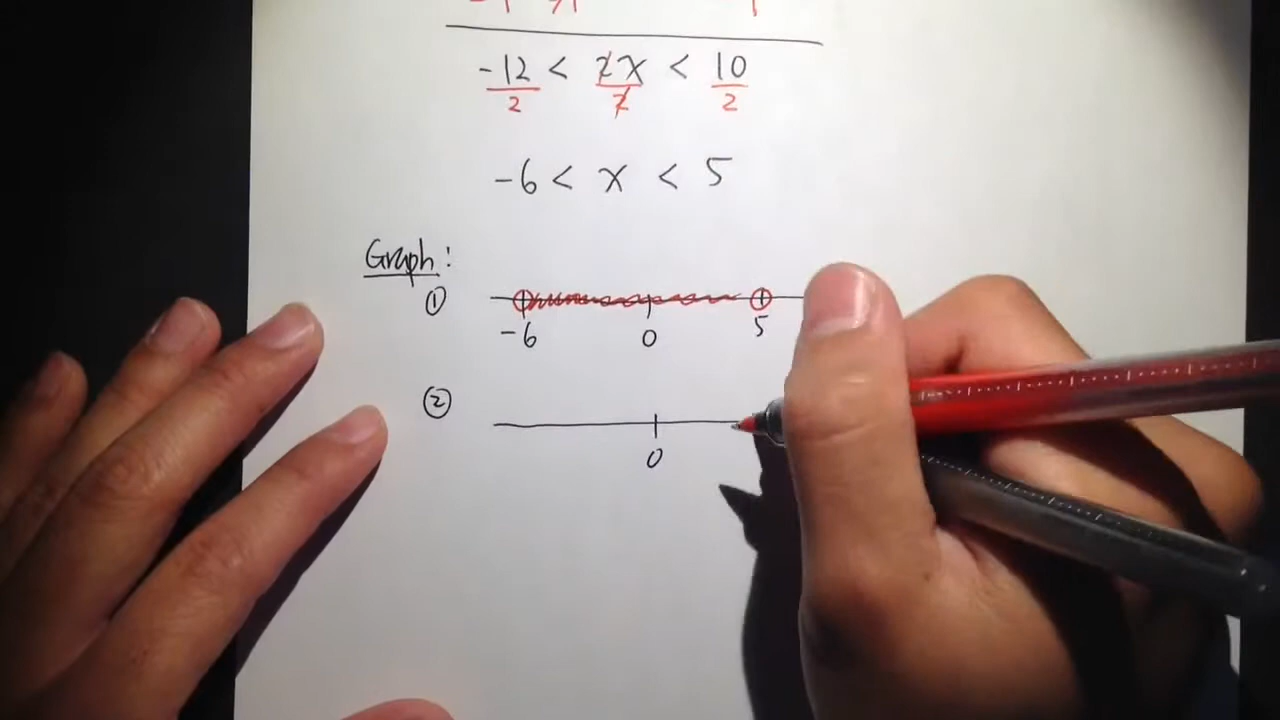 -12 < 2x < 10
2 2 2
-6 < x < 5
Graph:
①
-6 0 5
②
0